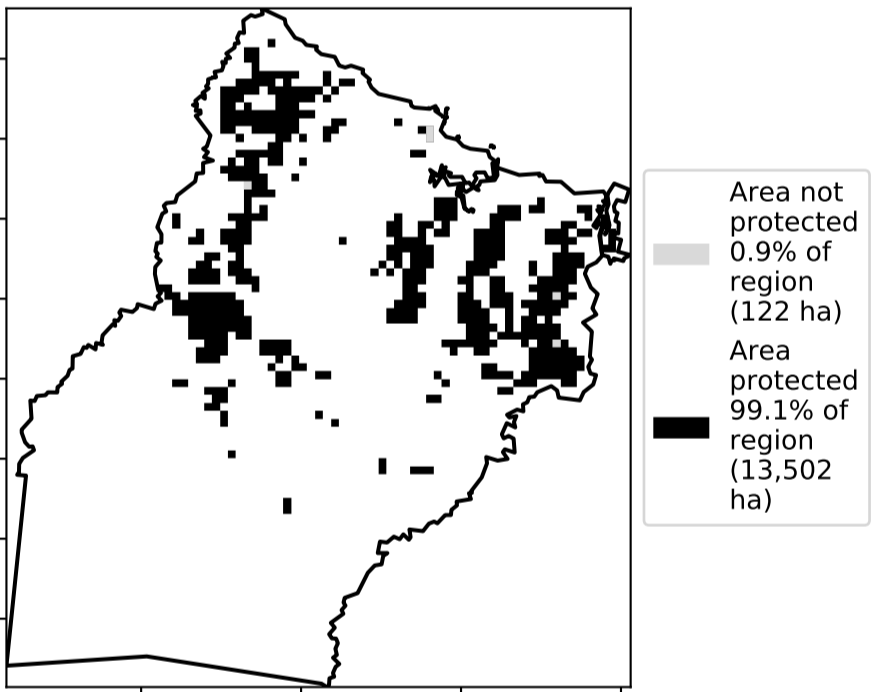 Area not
protected
0.9% of
region
(122 ha)
Area
protected
99.1% of
region
(13,502
ha)